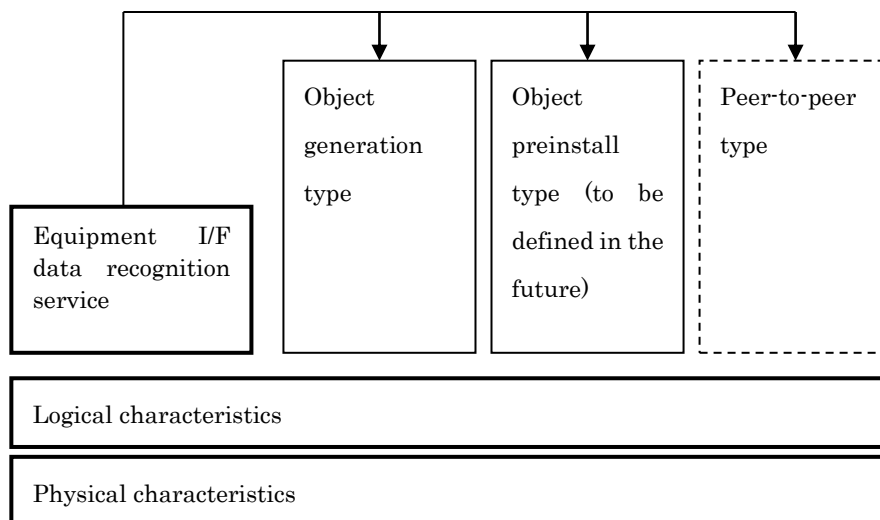 Object
generation
type
Object
preinstall
type (to be
defined in the
future)
Peer-to-peer
type
Equipment I/F
data recognition
service
Logical characteristics
Physical characteristics